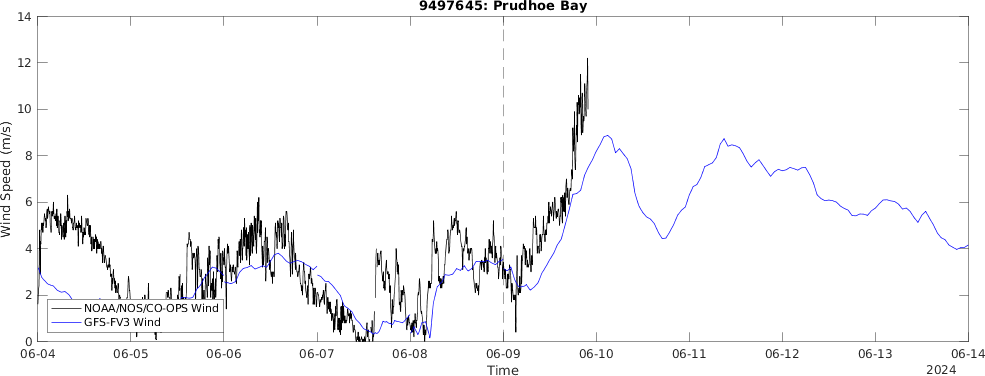 9497645: Prudhoe Bay
14
12
10
8
6
4
2
0
Wind Speed (m/s)
NOAA/NOS/CO-OPS Wind
GFS-FV3 Wind
06-04 06-05 06-06 06-07 06-08 06-09 06-10 06-11 06-12 06-13 06-14
Time
2024